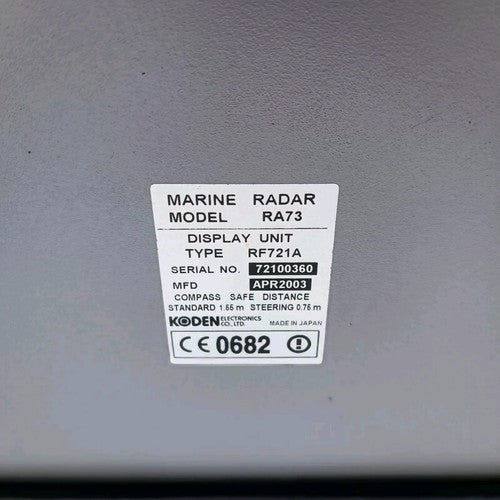 MARINE RADAR
MODEL RA73
DISPLAY UNIT
TYPE RF721A
SERIAL NO. 72100360
MFD APR2003
COMPASS SAFE DISTANCE
STANDARD 1.55 m STEERING 0.75 m
KODEN ELECTRONICS CO., LTD. MADE IN JAPAN
CE 0682